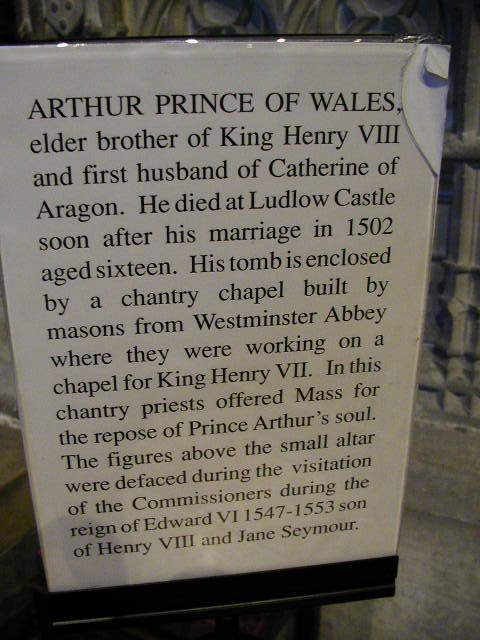 ARTHUR PRINCE OF WALES,
elder brother of King Henry VIII
and first husband of Catherine of
Aragon. He died at Ludlow Castle
soon after his marriage in 1502
aged sixteen. His tomb is enclosed
by a chantry chapel built by
masons from Westminster Abbey
where they were working on a
chapel for King Henry VII. In this
chantry priests offered Mass for
the repose of Prince Arthur's soul.
The figures above the small altar
were defaced during the visitation
of the Commissioners during the
reign of Edward VI 1547-1553 son
of Henry VIII and Jane Seymour.